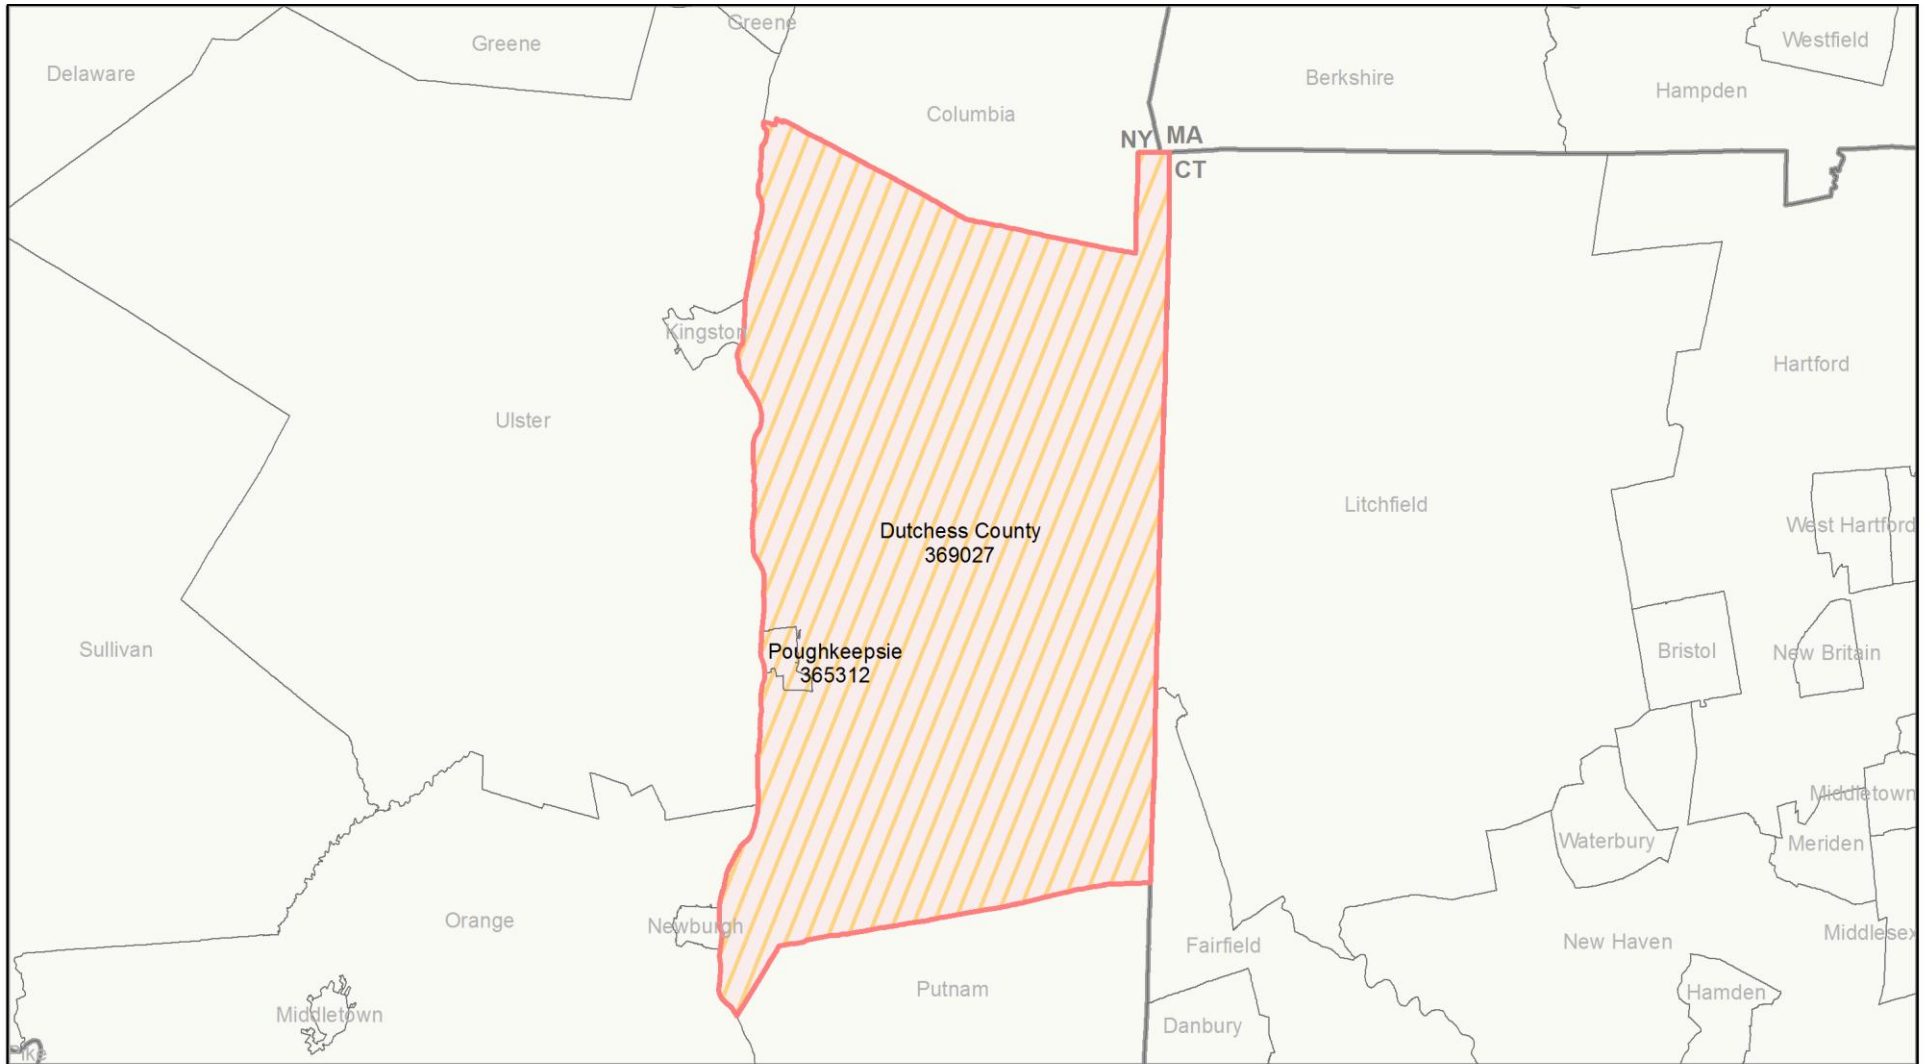 Greene
Greene
Westfield
Delaware
Berkshire
Hampden
Columbia
NY MA
CT
Kingston
Hartford
Ulster
Litchfield
West Hartford
Dutchess County
369027
Sullivan
Poughkeepsie
365312
Bristol
New Britain
Middletown
Waterbury
Meriden
Orange
Newburgh
Fairfield
New Haven
Middlesex
Putnam
Hamden
Middletown
Danbury
Pike